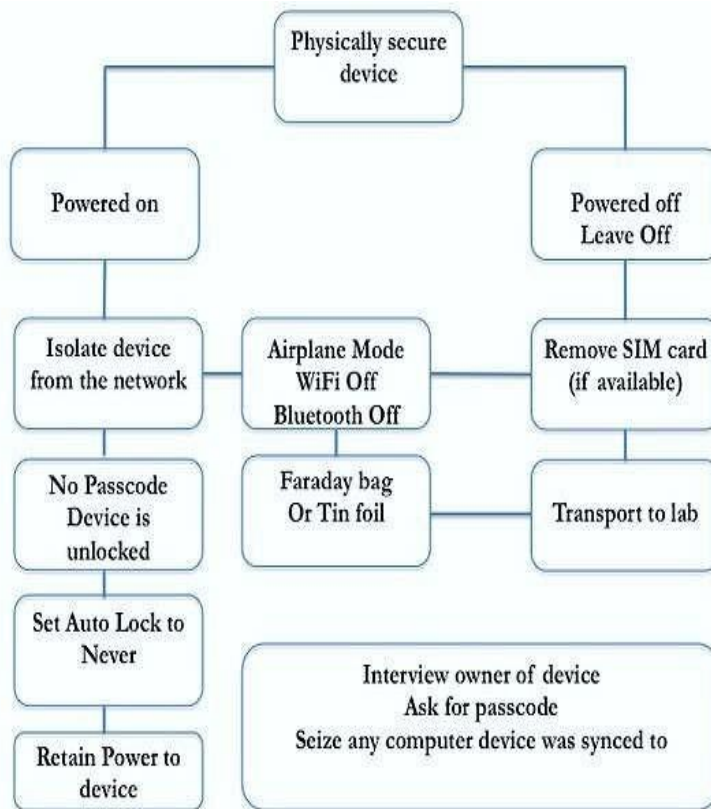 Physically secure
device
Powered on
Powered off
Leave Off
Isolate device
from the network
Airplane Mode
WiFi Off
Bluetooth Off
Remove SIM card
(if available)
No Passcode
Device is
unlocked
Faraday bag
Or Tin foil
Transport to lab
Set Auto Lock to
Never
Interview owner of device
Ask for passcode
Seize any computer device was synced to
Retain Power to
device